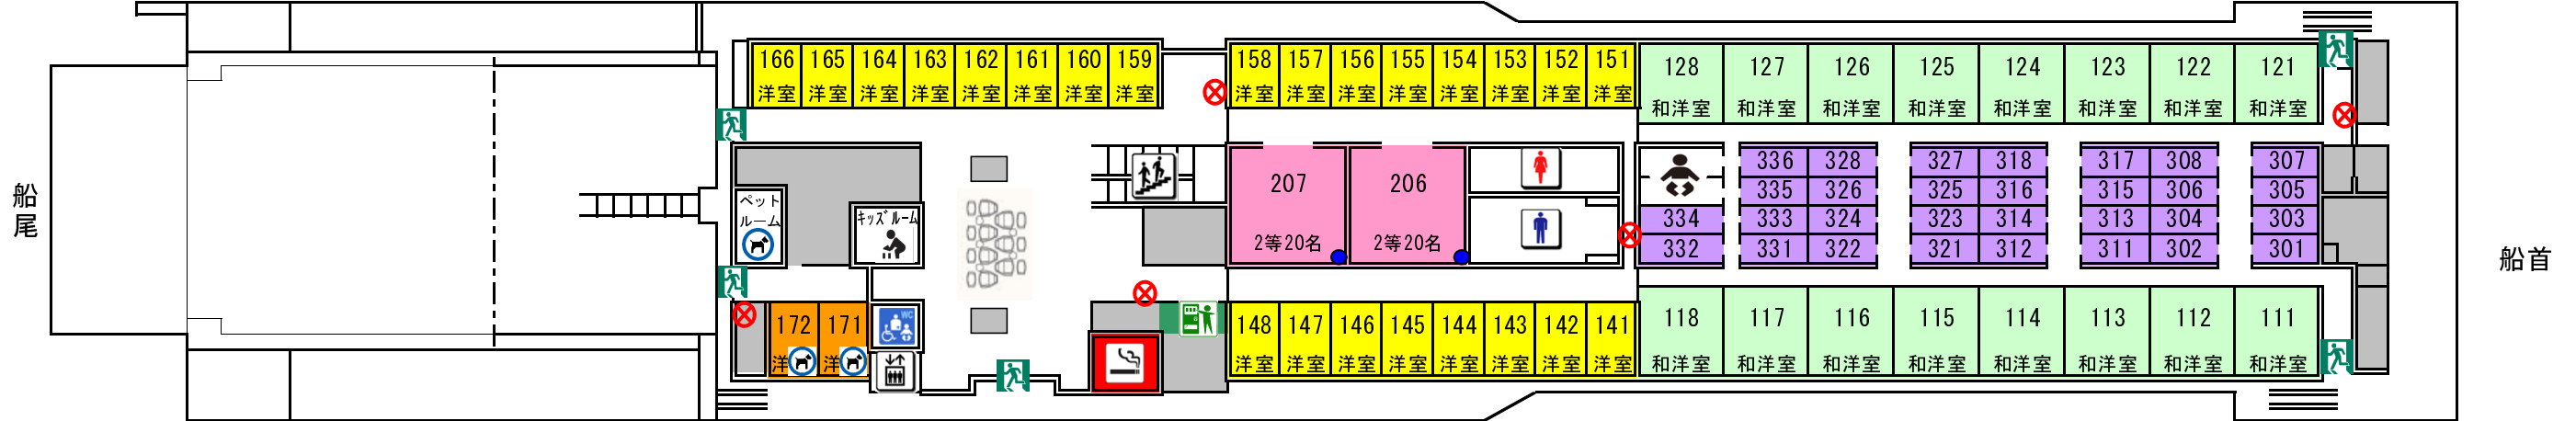 166 165 164 163 162 161 160 159 158 157 156 155 154 153 152 151
洋室 洋室 洋室 洋室 洋室 洋室 洋室 洋室 洋室 洋室 洋室 洋室 洋室 洋室 洋室 洋室
128 127 126 125 124 123 122 121
和洋室 和洋室 和洋室 和洋室 和洋室 和洋室 和洋室 和洋室
船尾
ペット
ルーム
キッズルーム
207 206
2等20名 2等20名
336 328 327 318 317 308 307
335 326 325 316 315 306 305
334 333 324 323 314 313 304 303
332 331 322 321 312 311 302 301
船首
172 171
洋 洋
WC
148 147 146 145 144 143 142 141
洋室 洋室 洋室 洋室 洋室 洋室 洋室 洋室
118 117 116 115 114 113 112 111
和洋室 和洋室 和洋室 和洋室 和洋室 和洋室 和洋室 和洋室